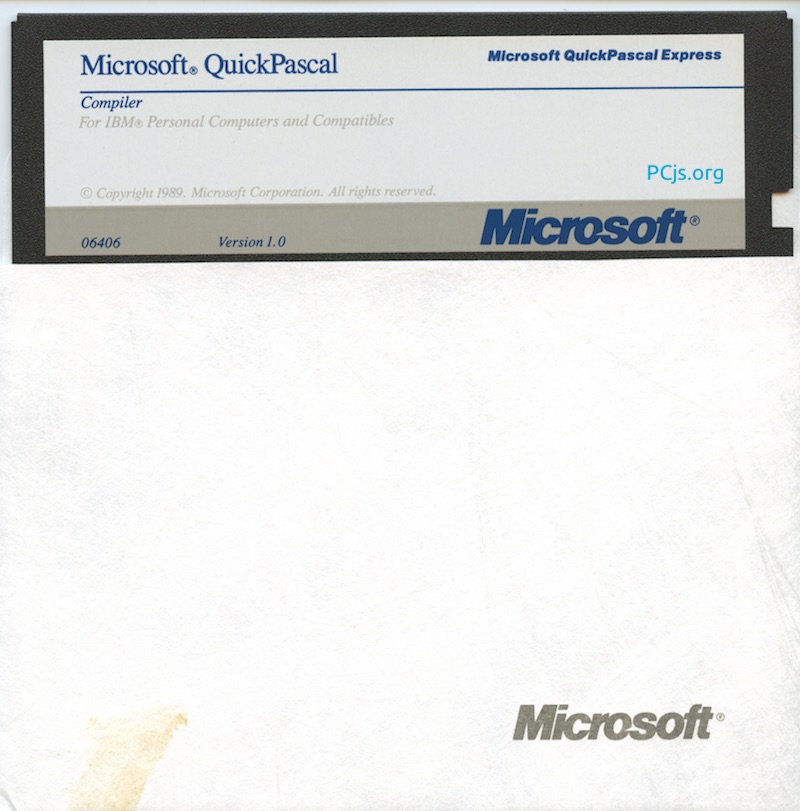 Microsoft® QuickPascal
Microsoft QuickPascal Express
Compiler
For IBM® Personal Computers and Compatibles
PCjs.org
© Copyright 1989. Microsoft Corporation. All rights reserved.
06406
Version 1.0
Microsoft®
Microsoft®